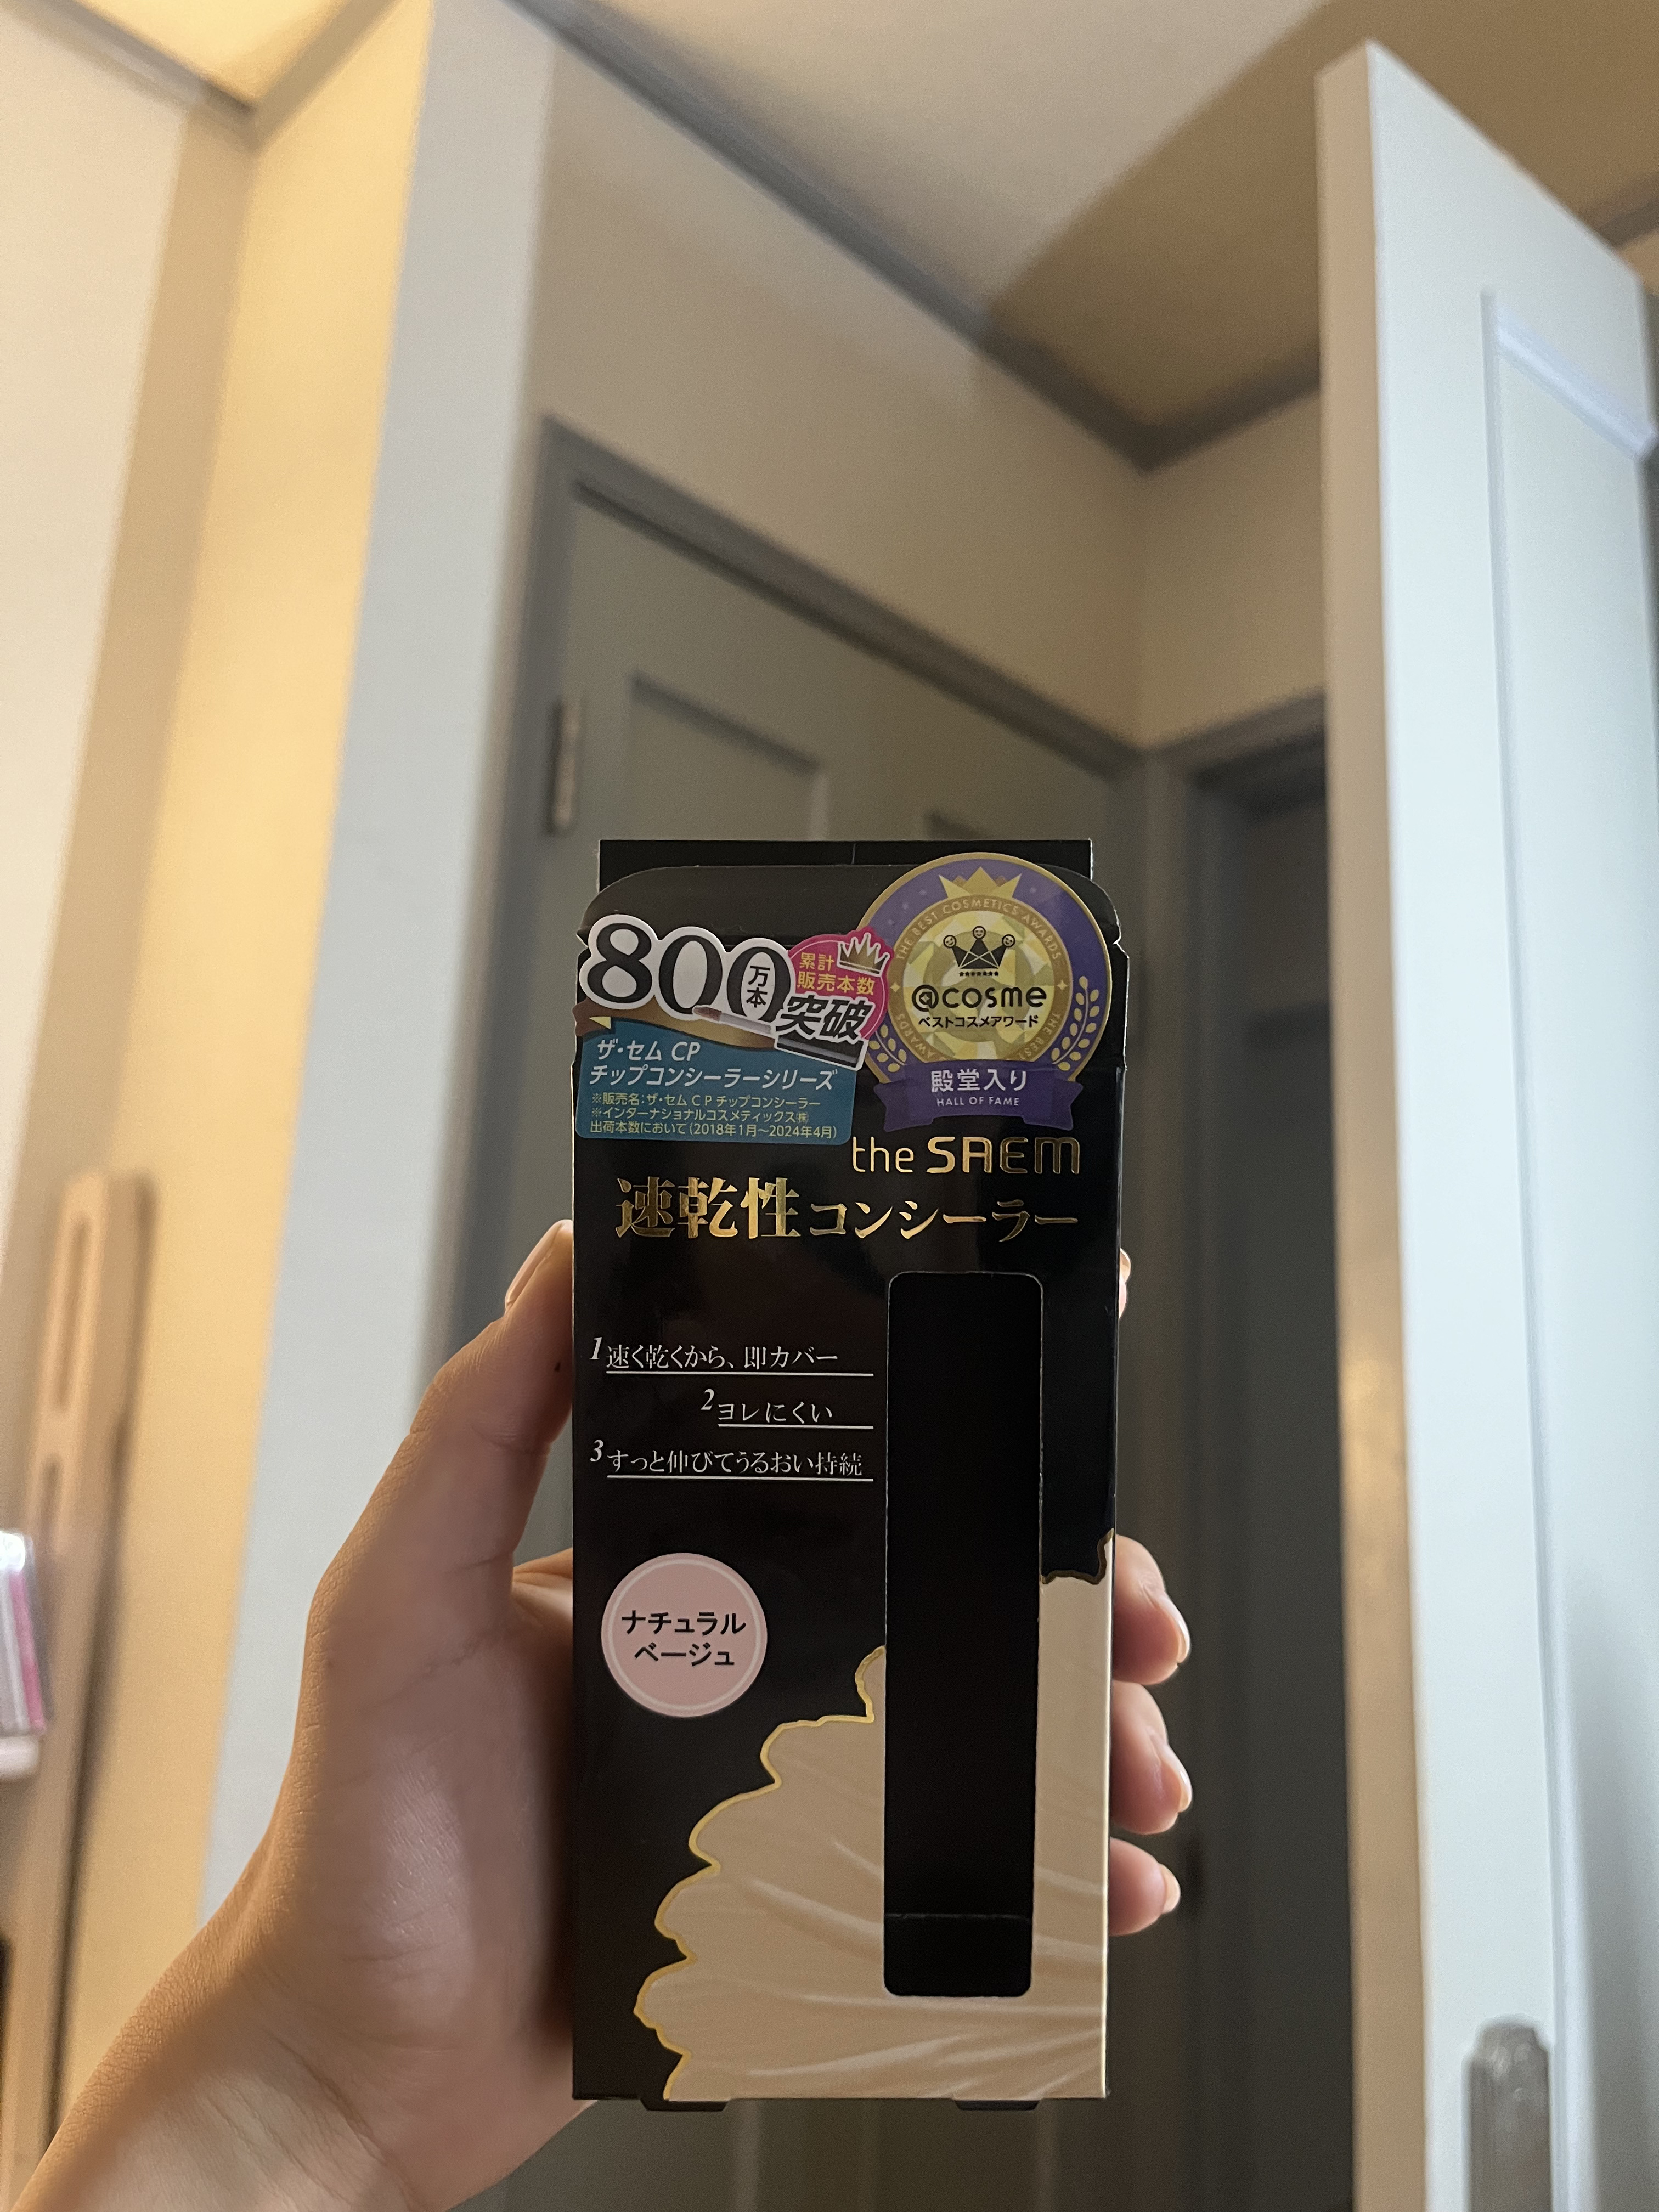 800万本
累計
販売本数
突破
ザ・セム CP
チップコンシーラーシリーズ
※販売名:ザ・セム CP チップコンシーラー
※インターナショナルコスメティックス㈱
出荷本数において(2018年1月〜2024年4月)
THE BEST COSMETICS AWARDS
@cosme
ベストコスメアワード
殿堂入り
HALL OF FAME
the SAEM
速乾性コンシーラー
1 速く乾くから、即カバー
2 ヨレにくい
3 すっと伸びてうるおい持続
ナチュラル
ベージュ